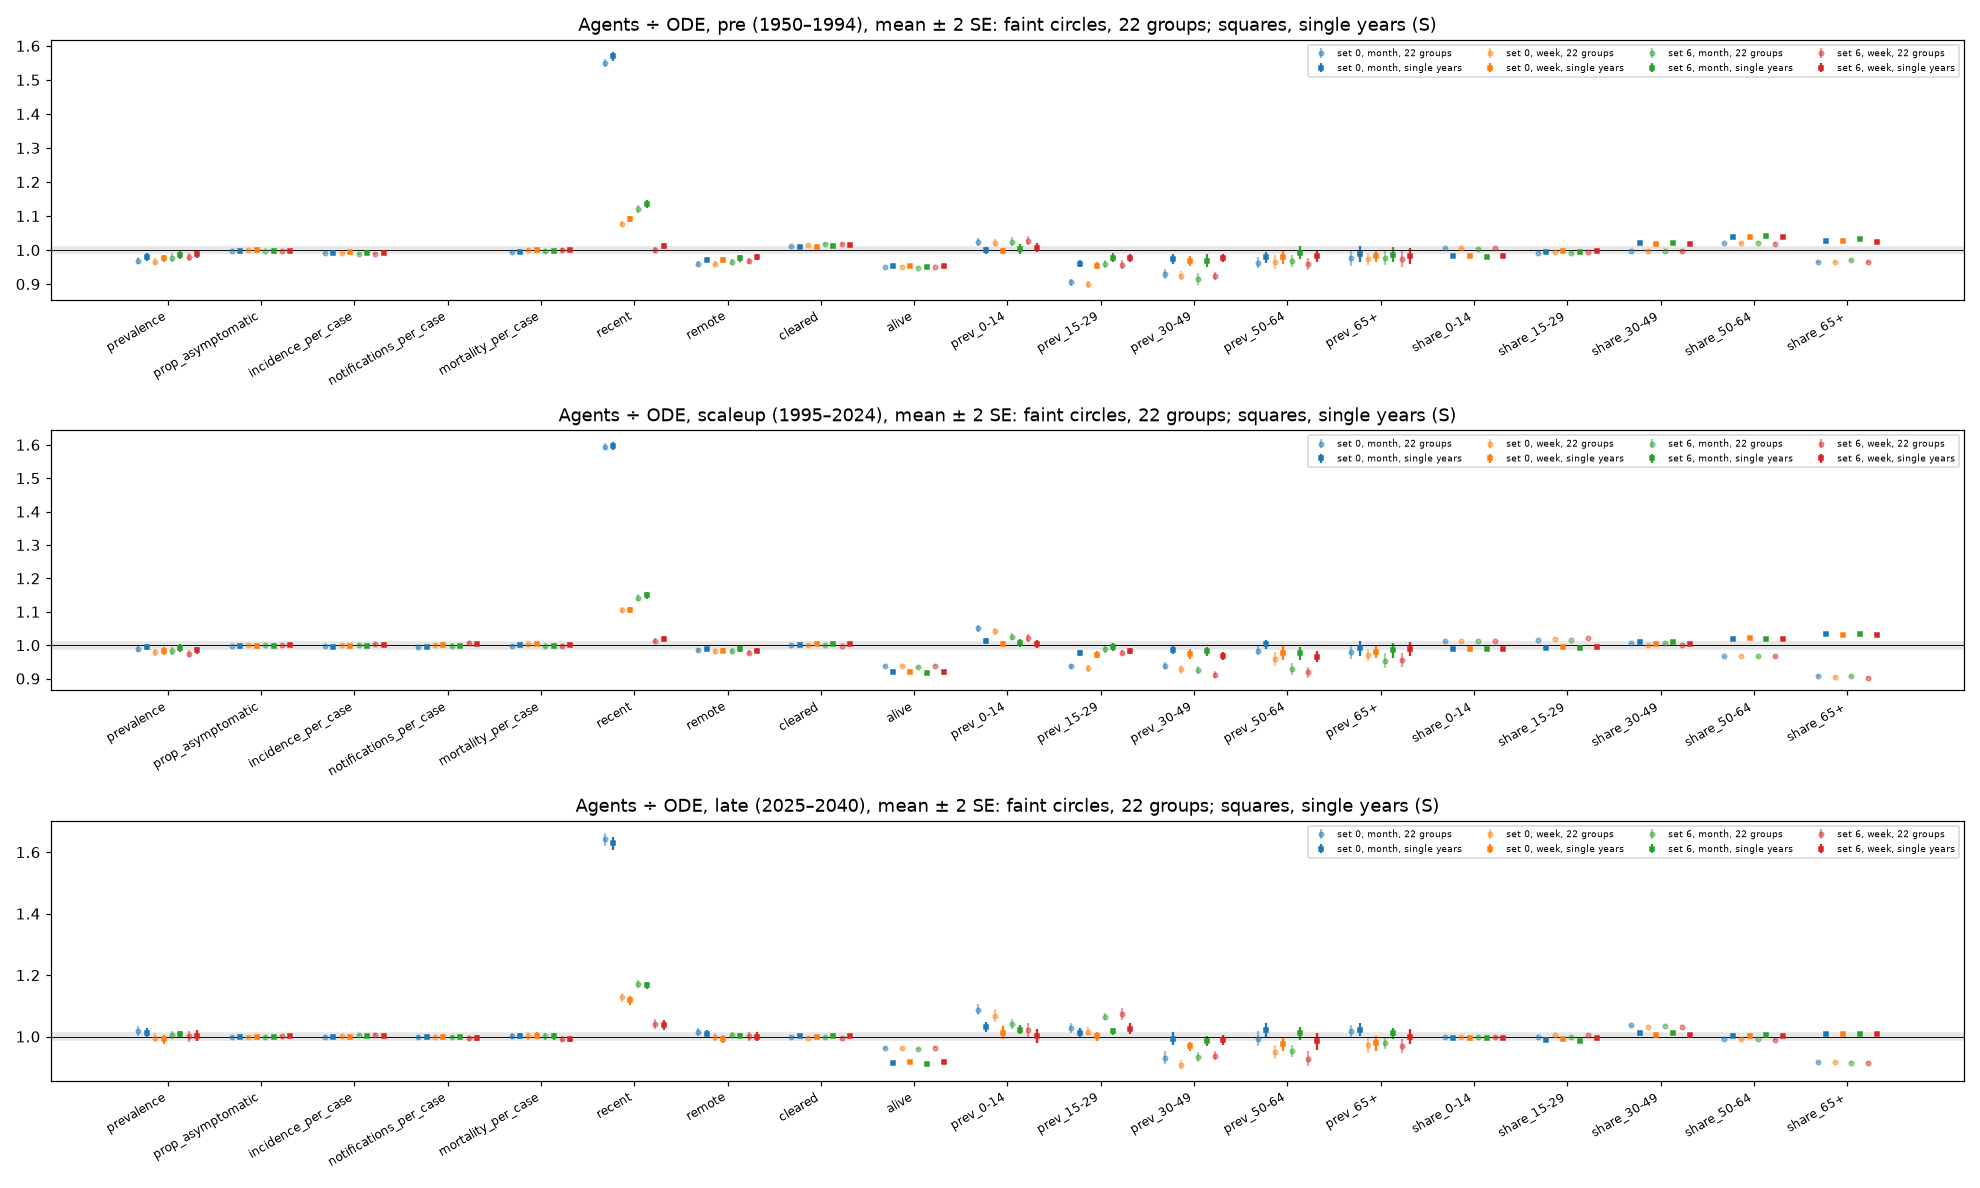 Agents ÷ ODE, pre (1950–1994), mean ± 2 SE: faint circles, 22 groups; squares, single years (S)
1.6
1.5
1.4
1.3
1.2
1.1
1.0
0.9
set 0, month, 22 groups
set 0, month, single years
set 0, week, 22 groups
set 0, week, single years
set 6, month, 22 groups
set 6, month, single years
set 6, week, 22 groups
set 6, week, single years
prevalence
prop_asymptomatic
incidence_per_case
notifications_per_case
mortality_per_case
recent
remote
cleared
alive
prev_0-14
prev_15-29
prev_30-49
prev_50-64
prev_65+
share_0-14
share_15-29
share_30-49
share_50-64
share_65+
Agents ÷ ODE, scaleup (1995–2024), mean ± 2 SE: faint circles, 22 groups; squares, single years (S)
1.6
1.5
1.4
1.3
1.2
1.1
1.0
0.9
set 0, month, 22 groups
set 0, month, single years
set 0, week, 22 groups
set 0, week, single years
set 6, month, 22 groups
set 6, month, single years
set 6, week, 22 groups
set 6, week, single years
prevalence
prop_asymptomatic
incidence_per_case
notifications_per_case
mortality_per_case
recent
remote
cleared
alive
prev_0-14
prev_15-29
prev_30-49
prev_50-64
prev_65+
share_0-14
share_15-29
share_30-49
share_50-64
share_65+
Agents ÷ ODE, late (2025–2040), mean ± 2 SE: faint circles, 22 groups; squares, single years (S)
1.6
1.4
1.2
1.0
set 0, month, 22 groups
set 0, month, single years
set 0, week, 22 groups
set 0, week, single years
set 6, month, 22 groups
set 6, month, single years
set 6, week, 22 groups
set 6, week, single years
prevalence
prop_asymptomatic
incidence_per_case
notifications_per_case
mortality_per_case
recent
remote
cleared
alive
prev_0-14
prev_15-29
prev_30-49
prev_50-64
prev_65+
share_0-14
share_15-29
share_30-49
share_50-64
share_65+